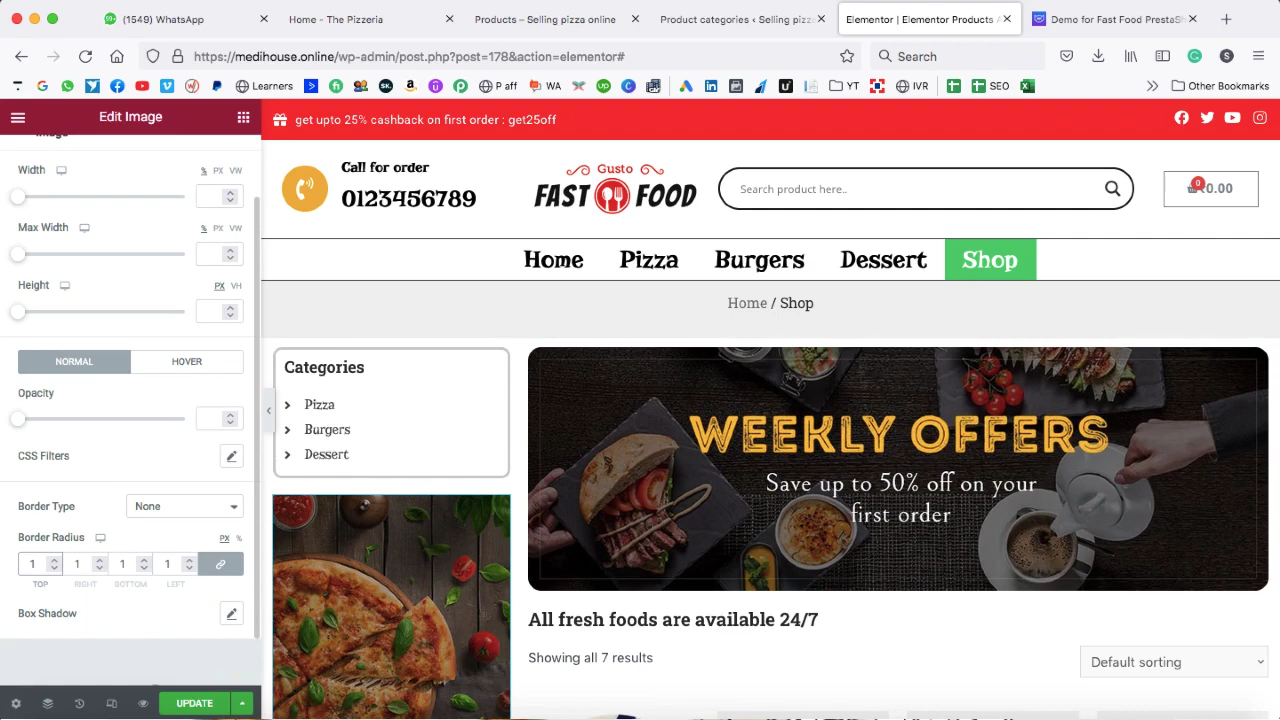 (1549) WhatsApp
Home - The Pizzeria
Products – Selling pizza online
Product categories ‹ Selling pizz
Elementor | Elementor Products A
Demo for Fast Food PrestaSh
https://medihouse.online/wp-admin/post.php?post=178&action=elementor#
Search
Learners
P aff
WA
YT
IVR
SEO
Other Bookmarks
Edit Image
Image
Width
% PX VW
Max Width
% PX VW
Height
PX VH
NORMAL
HOVER
Opacity
CSS Filters
Border Type
None
Border Radius
PX %
1 1 1 1
TOP RIGHT BOTTOM LEFT
Box Shadow
UPDATE
get upto 25% cashback on first order : get25off
Call for order
0123456789
Gusto
FAST FOOD
Search product here..
0
0.00
Home Pizza Burgers Dessert Shop
Home / Shop
Categories
Pizza
Burgers
Dessert
WEEKLY OFFERS
Save up to 50% off on your
first order
All fresh foods are available 24/7
Showing all 7 results
Default sorting